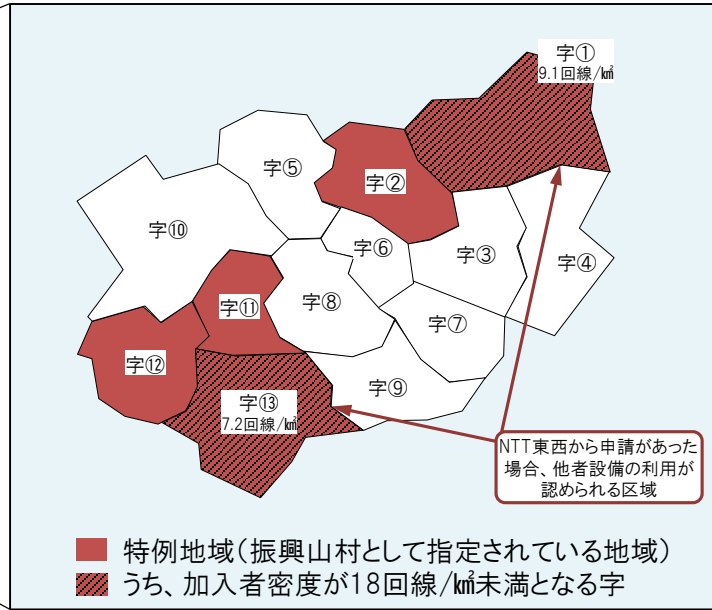 字①
9.1回線/㎢
字⑤
字②
字⑩
字⑥
字③
字④
字⑪
字⑧
字⑦
字⑫
字⑨
字⑬
7.2回線/㎢
NTT東西から申請があった
場合、他者設備の利用が
認められる区域
特例地域（振興山村として指定されている地域）
うち、加入者密度が18回線/㎢未満となる字